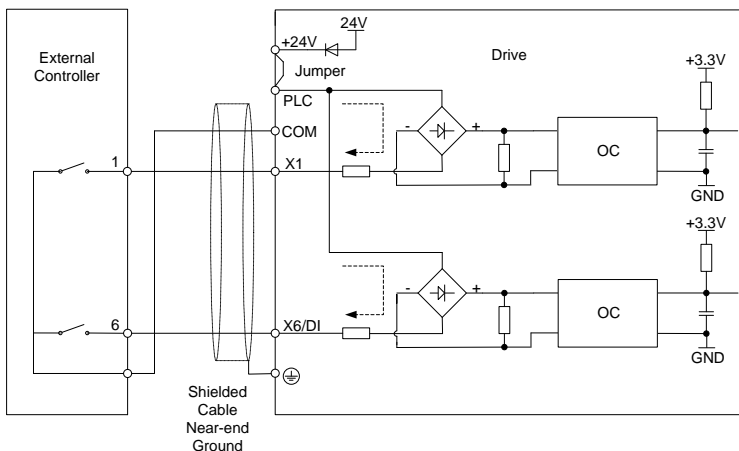 External
Controller
+24V
24V
Jumper
PLC
COM
Drive
+3.3V
1
X1
-
+
OC
GND
+3.3V
6
X6/DI
-
+
OC
GND
Shielded
Cable
Near-end
Ground